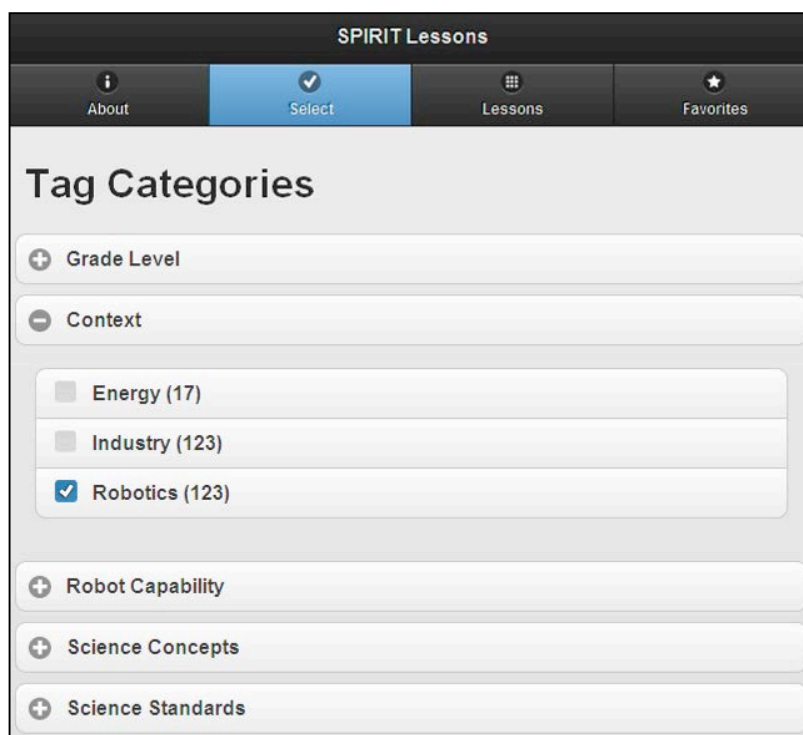 SPIRIT Lessons
About Select Lessons Favorites
Tag Categories
Grade Level
Context
Energy (17)
Industry (123)
Robotics (123)
Robot Capability
Science Concepts
Science Standards